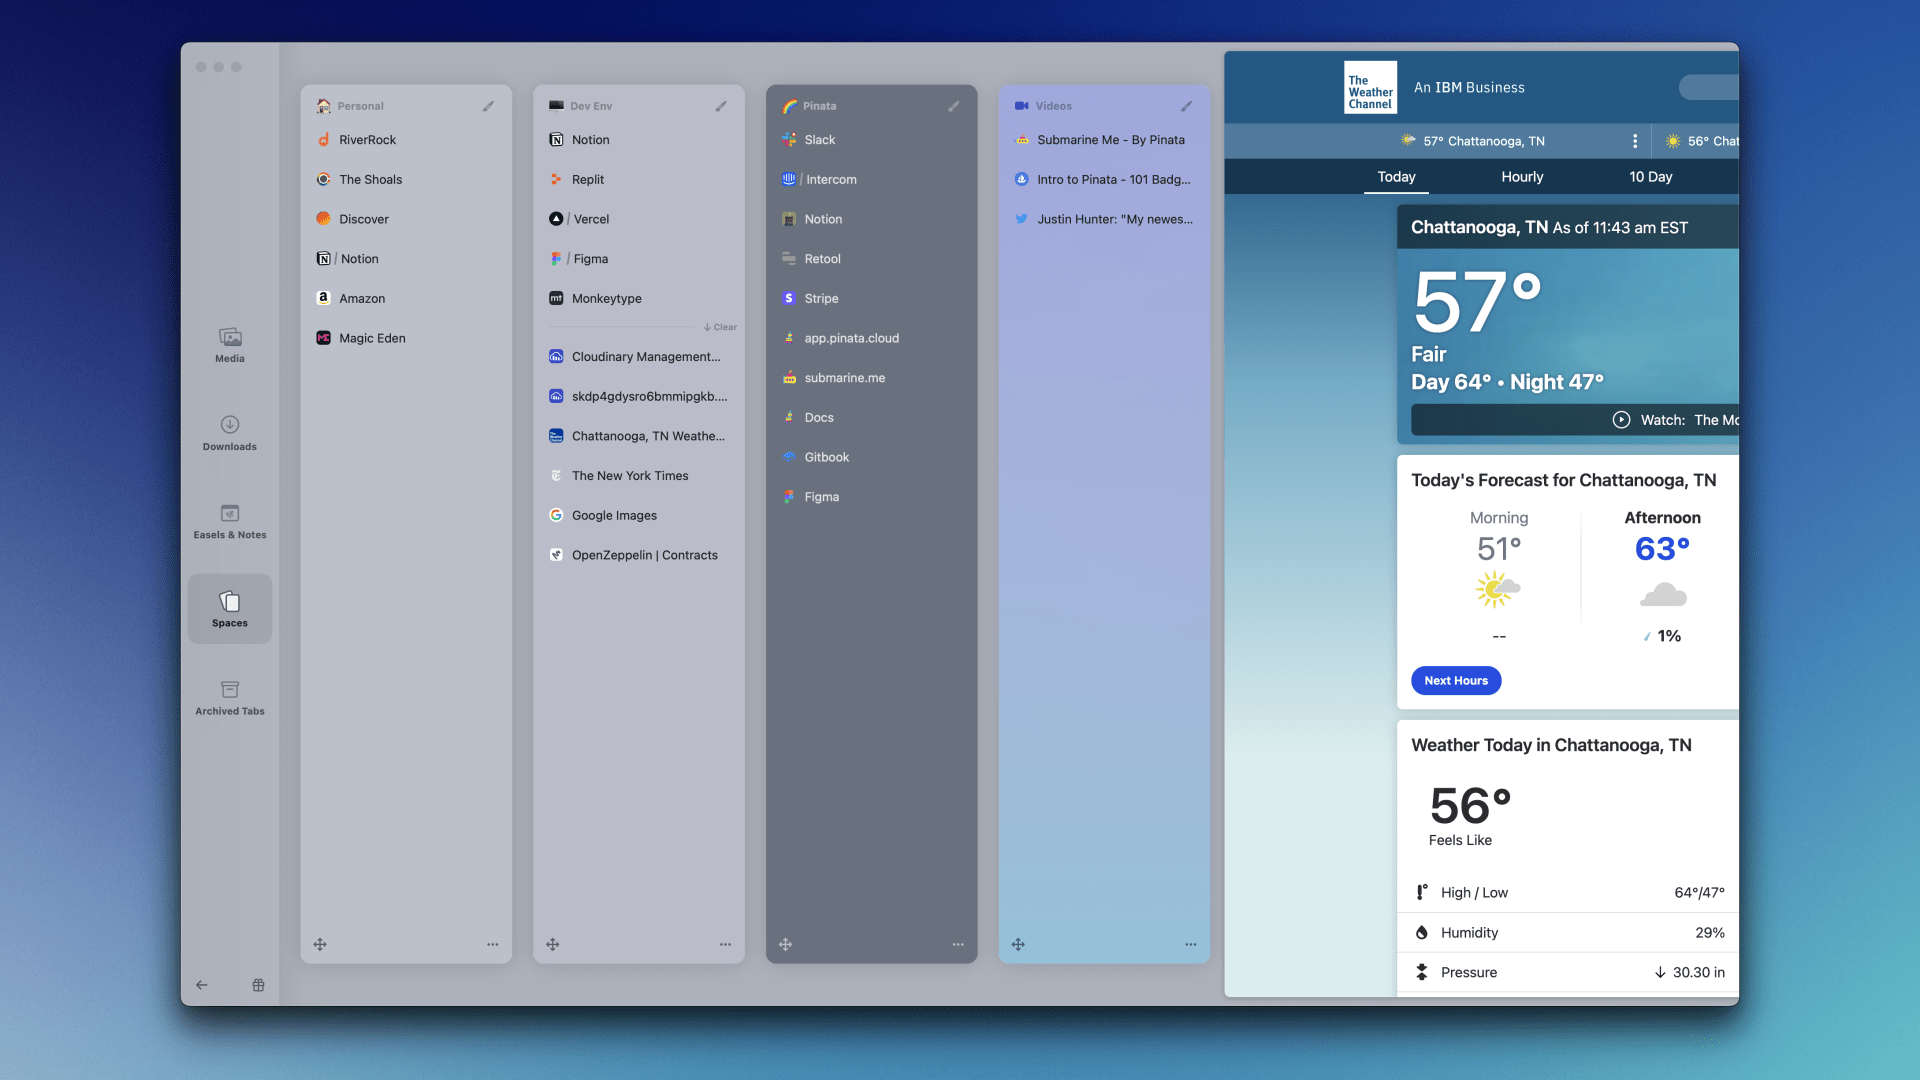 Media
Downloads
Easels & Notes
Spaces
Archived Tabs
Personal
RiverRock
The Shoals
Discover
/ Notion
Amazon
Magic Eden
Dev Env
Notion
Replit
/ Vercel
/ Figma
Monkeytype
Clear
Cloudinary Management...
skdp4gdysro6bmmipgkb....
Chattanooga, TN Weathe...
The New York Times
Google Images
OpenZeppelin | Contracts
Pinata
Slack
/ Intercom
Notion
Retool
Stripe
app.pinata.cloud
submarine.me
Docs
Gitbook
Figma
Videos
Submarine Me - By Pinata
Intro to Pinata - 101 Badg...
Justin Hunter: "My newes...
The
Weather
Channel
An IBM Business
57° Chattanooga, TN
56° Chat
Today Hourly 10 Day
Chattanooga, TN As of 11:43 am EST
57°
Fair
Day 64° • Night 47°
Watch: The Mo
Today's Forecast for Chattanooga, TN
Morning
51°
--
Afternoon
63°
1%
Next Hours
Weather Today in Chattanooga, TN
56°
Feels Like
High / Low 64°/47°
Humidity 29%
Pressure ↓ 30.30 in